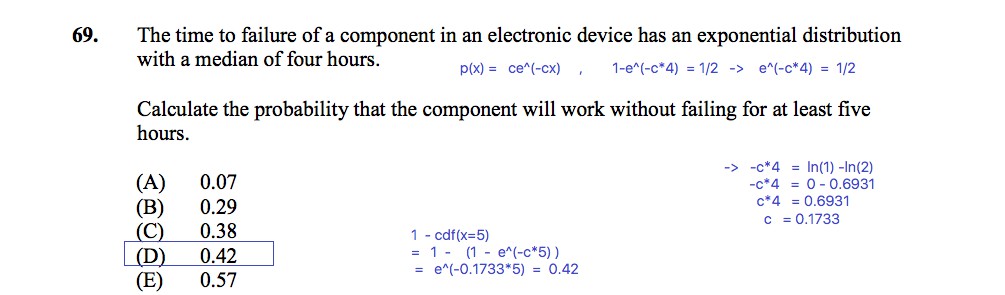 69. The time to failure of a component in an electronic device has an exponential distribution
with a median of four hours.
p(x) = ce^(-cx) , 1-e^(-c*4) = 1/2 -> e^(-c*4) = 1/2
Calculate the probability that the component will work without failing for at least five
hours.
-> -c*4 = ln(1) -ln(2)
-c*4 = 0 - 0.6931
c*4 = 0.6931
c = 0.1733
(A) 0.07
(B) 0.29
(C) 0.38
(D) 0.42
(E) 0.57
1 - cdf(x=5)
= 1 - (1 - e^(-c*5) )
= e^(-0.1733*5) = 0.42